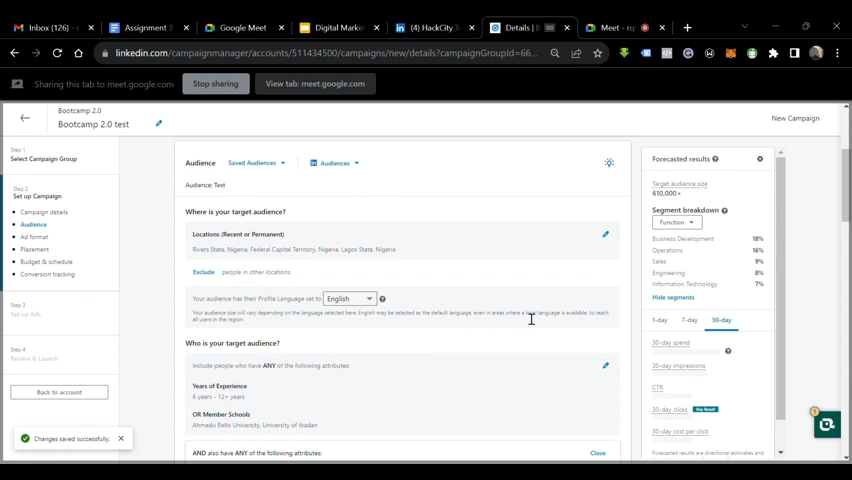 Inbox (120) - m
Assignment 3
Google Meet
Digital Market
(4) HackCity T
Details | B
Meet - rqp
linkedin.com/campaignmanager/accounts/511434500/campaigns/new/details?campaignGroupId=66...
Sharing this tab to meet.google.com
Stop sharing
View tab: meet.google.com
Bootcamp 2.0
Bootcamp 2.0 test
New Campaign
Step 1
Select Campaign Group
Step 2
Set up Campaign
Campaign details
Audience
Ad format
Placement
Budget & schedule
Conversion tracking
Step 3
Set up Ads
Step 4
Review & Launch
Back to account
Changes saved successfully.
Audience
Saved Audiences
Audiences
Audience: Test
Where is your target audience?
Locations (Recent or Permanent)
Rivers State, Nigeria, Federal Capital Territory, Nigeria, Lagos State, Nigeria
Exclude people in other locations
Your audience has their Profile Language set to English
Your audience size will vary depending on the language selected here. English may be selected as the default language, even in areas where a local language is available, to reach
all users in the region.
Who is your target audience?
Include people who have ANY of the following attributes:
Years of Experience
6 years - 12+ years
OR Member Schools
Ahmadu Bello University, University of Ibadan
AND also have ANY of the following attributes:
Close
Forecasted results
Target audience size
610,000+
Segment breakdown
Function
Business Development 18%
Operations 16%
Sales 9%
Engineering 8%
Information Technology 7%
Hide segments
1-day 7-day 30-day
30-day spend
30-day impressions
CTR
30-day clicks Key Result
30-day cost per click
Forecasted results are directional estimates and
1